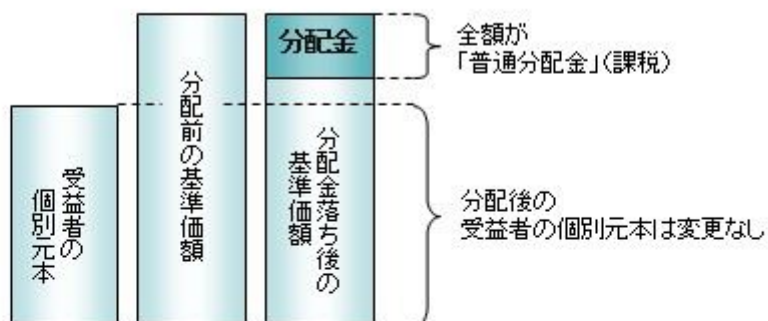 受益者の
個別元本
分配前の基準価額
分配金
分配金落ち後の
基準価額
全額が
「普通分配金」(課税)
分配後の
受益者の個別元本は変更なし